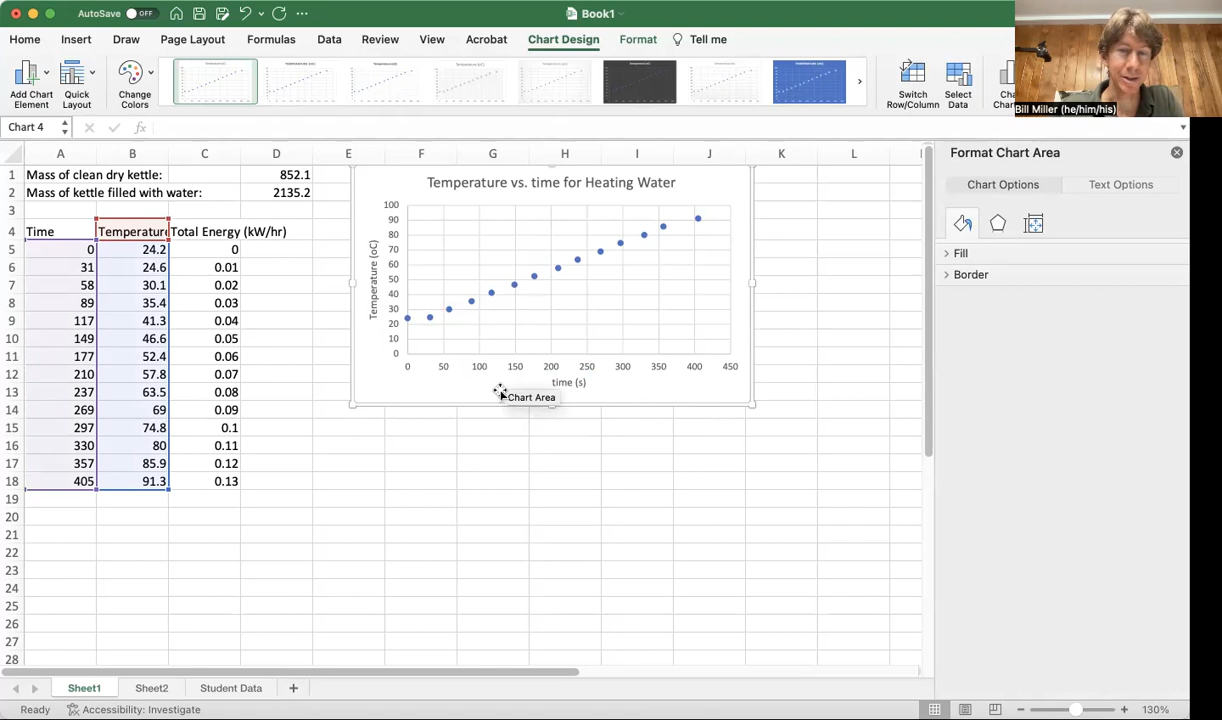 AutoSave OFF
Book1
Home Insert Draw Page Layout Formulas Data Review View Acrobat Chart Design Format Tell me
Add Chart Element
Quick Layout
Change Colors
Switch Row/Column
Select Data
Bill Miller (he/him/his)
Chart 4
fx
A B C D E F G H I J K L
1 Mass of clean dry kettle: 852.1
2 Mass of kettle filled with water: 2135.2
3
4 Time Temperature Total Energy (kW/hr)
5 0 24.2 0
6 31 24.6 0.01
7 58 30.1 0.02
8 89 35.4 0.03
9 117 41.3 0.04
10 149 46.6 0.05
11 177 52.4 0.06
12 210 57.8 0.07
13 237 63.5 0.08
14 269 69 0.09
15 297 74.8 0.1
16 330 80 0.11
17 357 85.9 0.12
18 405 91.3 0.13
19
20
21
22
23
24
25
26
27
28
Temperature vs. time for Heating Water
Temperature (oC)
100
90
80
70
60
50
40
30
20
10
0
0 50 100 150 200 250 300 350 400 450
time (s)
Chart Area
Format Chart Area
Chart Options Text Options
Fill
Border
Sheet1 Sheet2 Student Data
Ready Accessibility: Investigate 130%